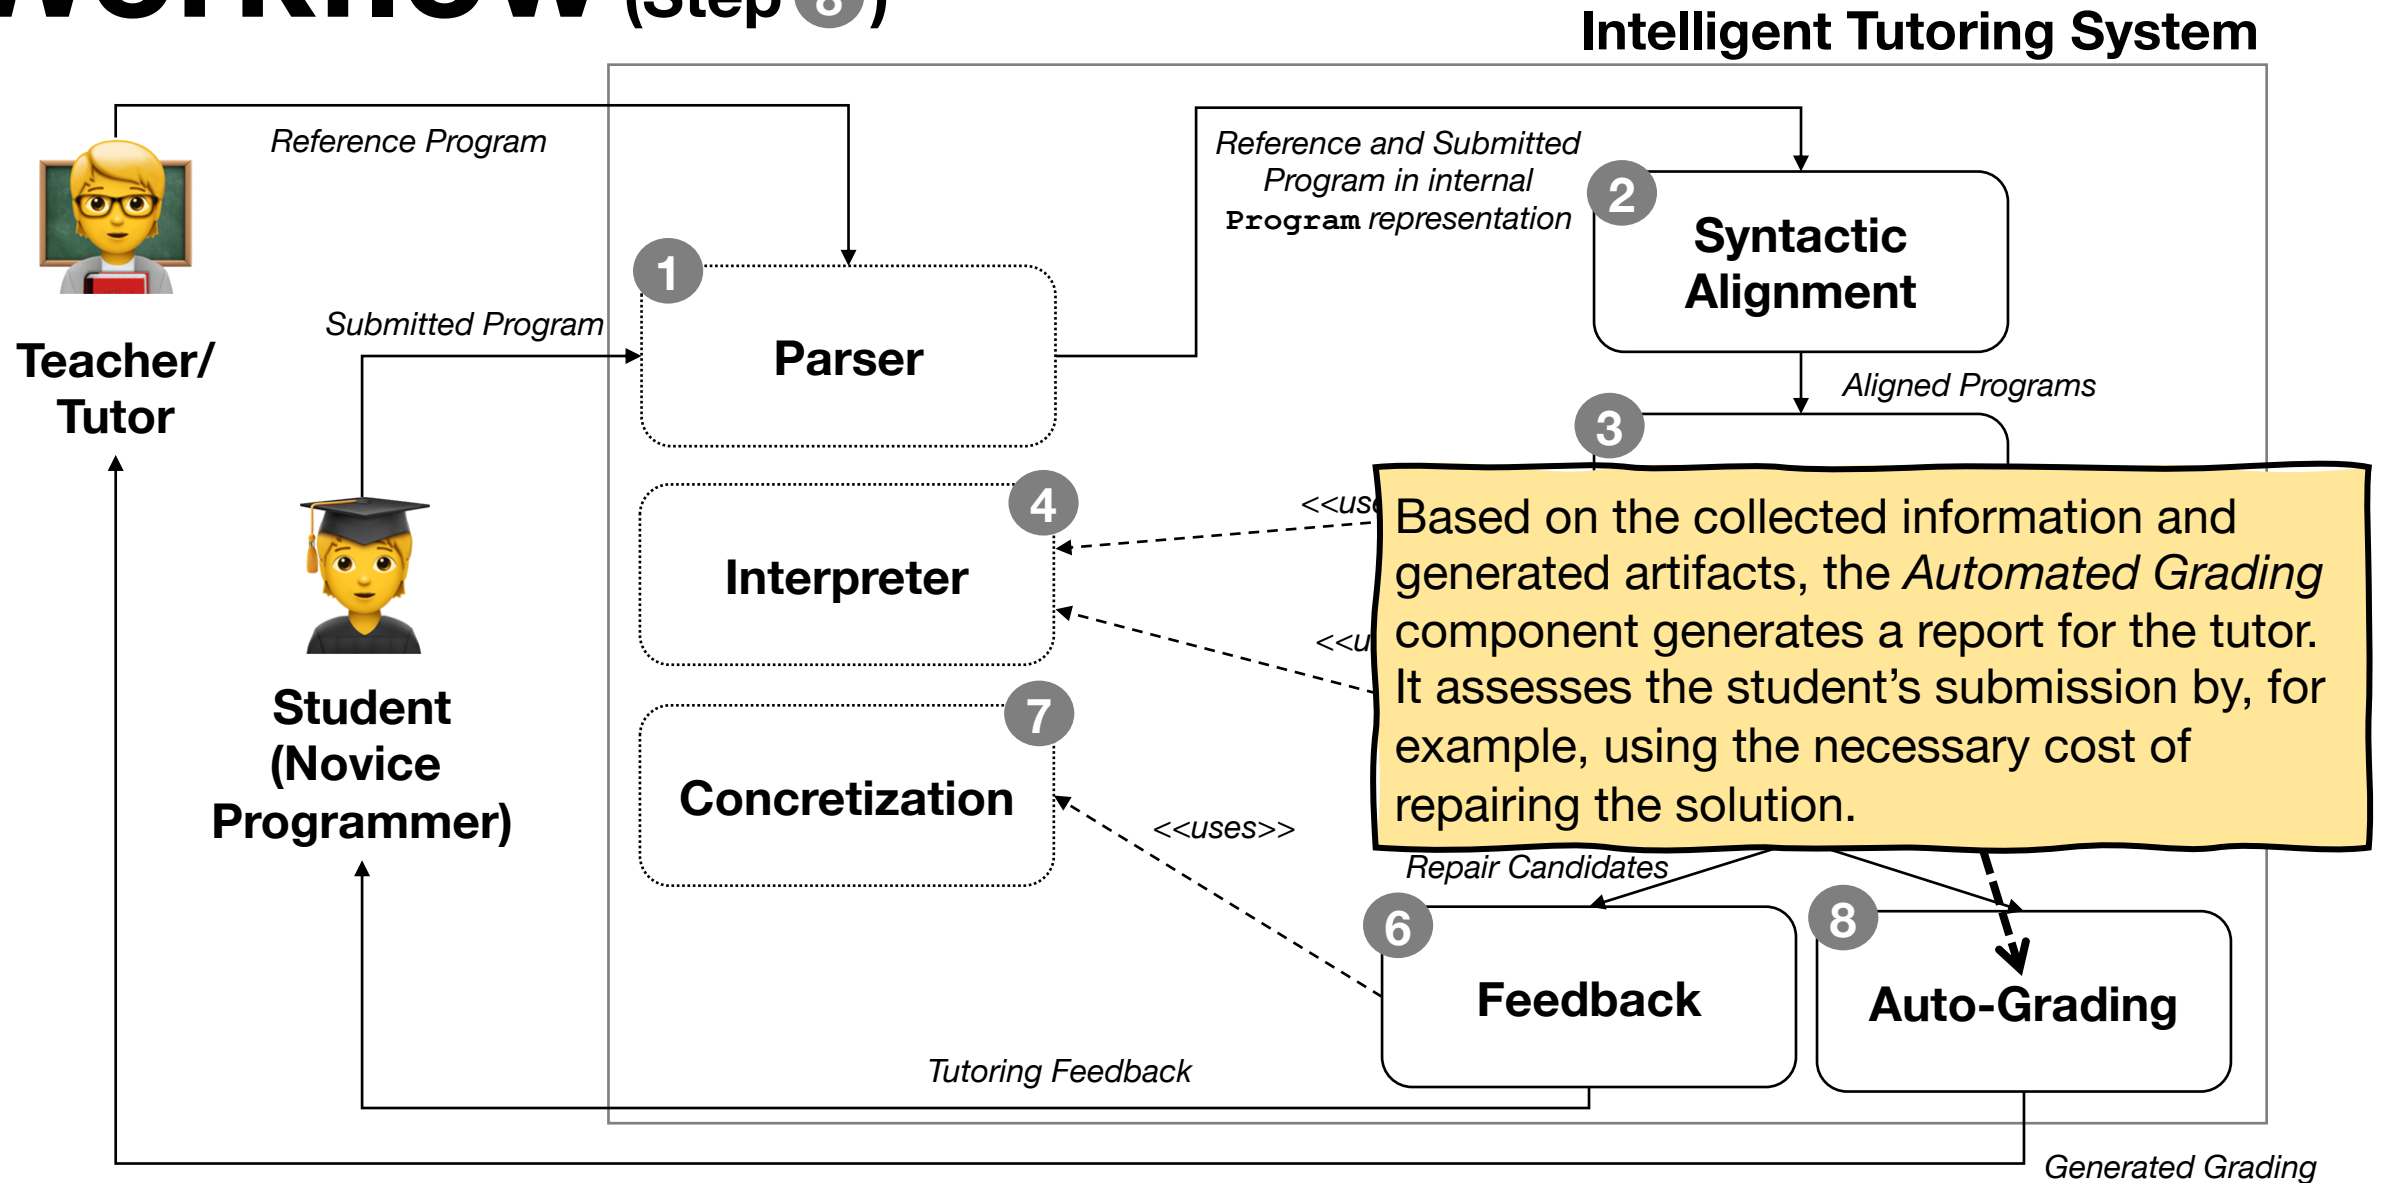 Workflow (Step 8)
Intelligent Tutoring System
Reference Program
Reference and Submitted
Program in internal
Program representation
2
Syntactic
Alignment
1
Parser
Submitted Program
Teacher/
Tutor
Aligned Programs
3
4
Interpreter
Based on the collected information and
generated artifacts, the Automated Grading
component generates a report for the tutor.
It assesses the student's submission by, for
example, using the necessary cost of
repairing the solution.
Student
(Novice
Programmer)
7
Concretization
<<uses>>
Repair Candidates
6
Feedback
8
Auto-Grading
Tutoring Feedback
Generated Grading